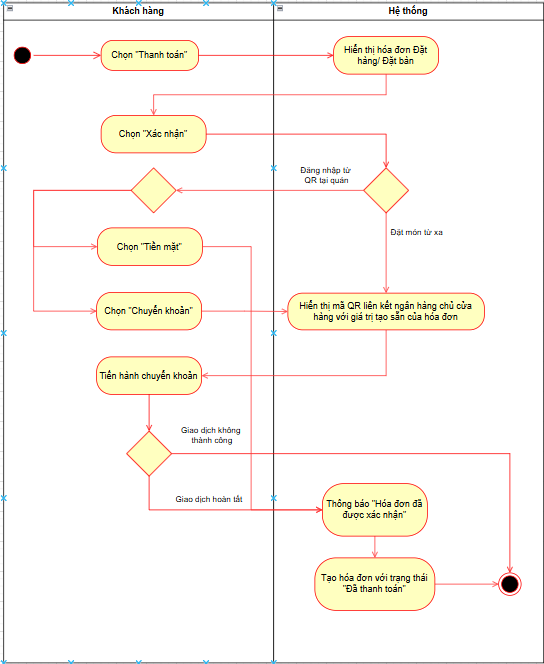 Khách hàng
Hệ thống
Chọn "Thanh toán"
Hiển thị hóa đơn Đặt
hàng/ Đặt bàn
Chọn "Xác nhận"
Đăng nhập từ
QR tại quán
Đặt món từ xa
Chọn "Tiền mặt"
Chọn "Chuyển khoản"
Hiển thị mã QR liên kết ngân hàng chủ cửa
hàng với giá trị tạo sẵn của hóa đơn
Tiến hành chuyển khoản
Giao dịch không
thành công
Giao dịch hoàn tất
Thông báo "Hóa đơn đã
được xác nhận"
Tạo hóa đơn với trạng thái
"Đã thanh toán"